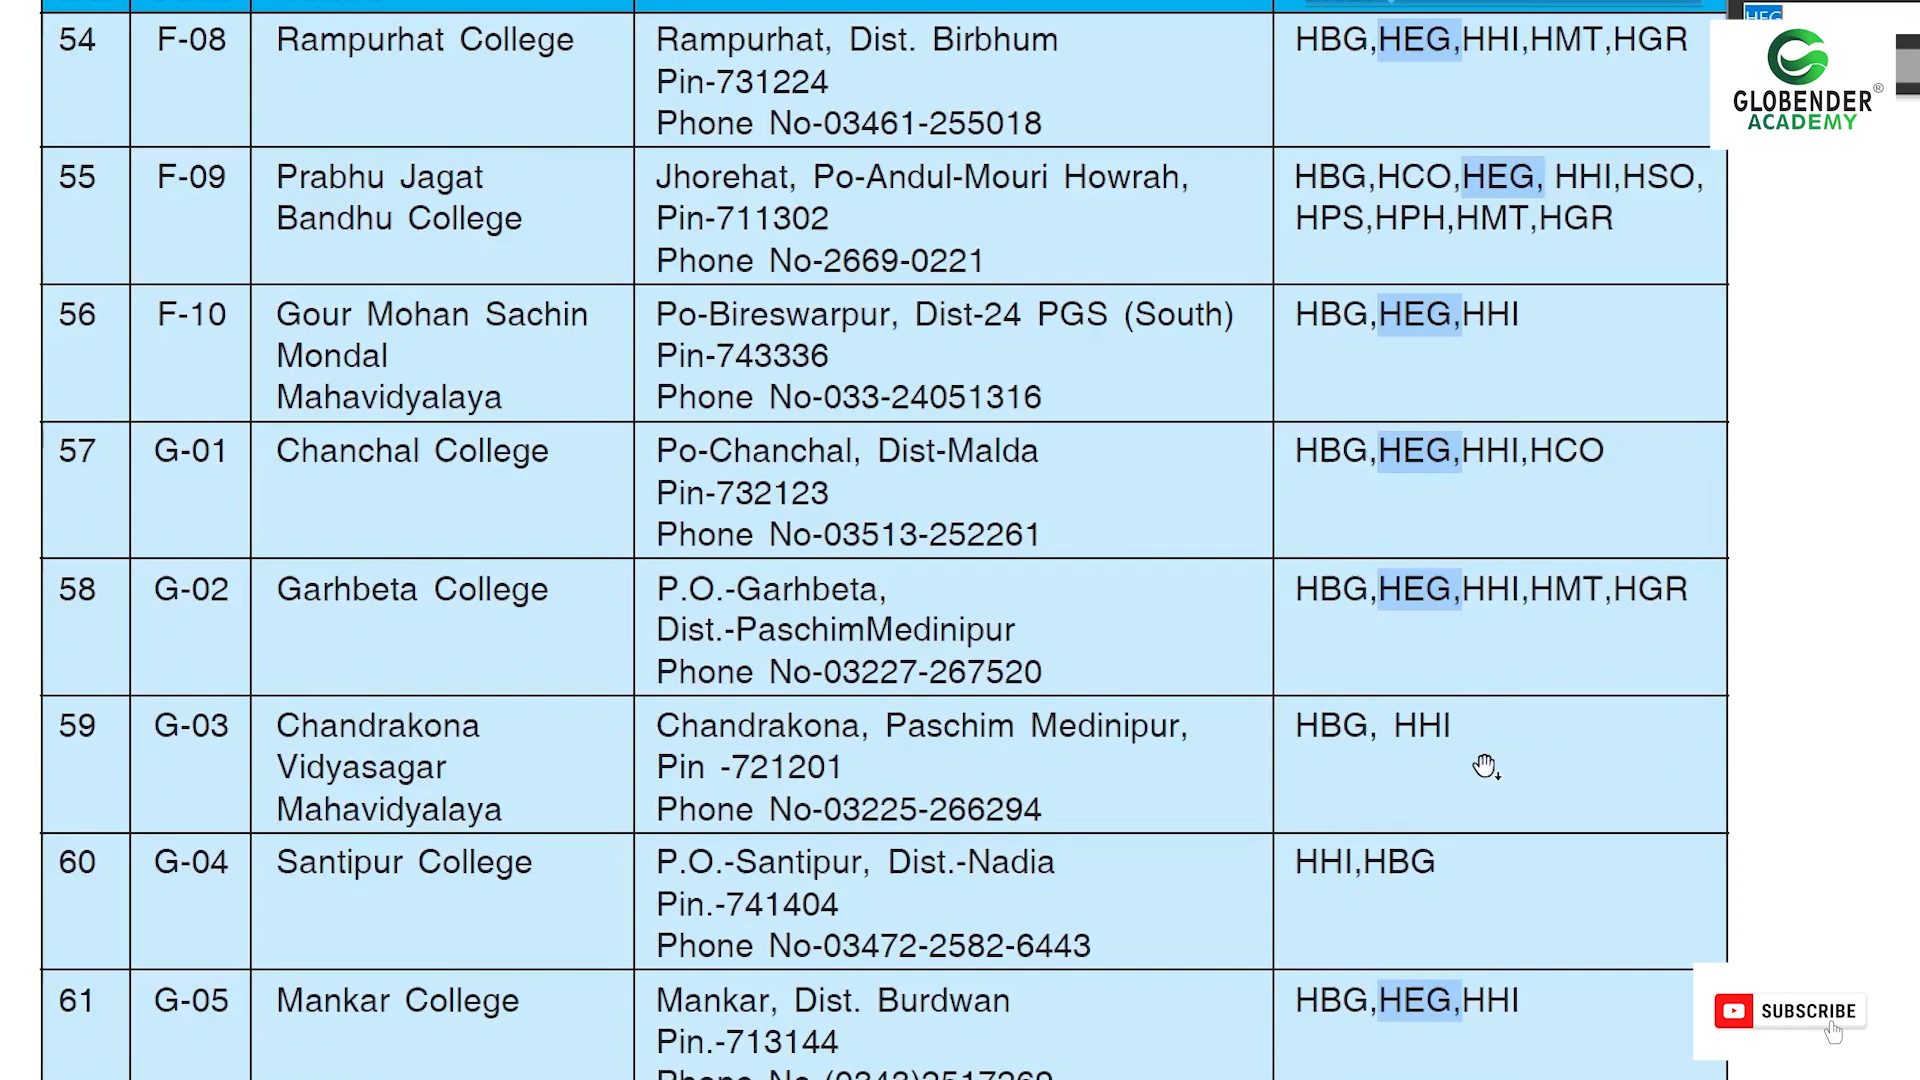 54 F-08 Rampurhat College Rampurhat, Dist. Birbhum HBG,HEG,HHI,HMT,HGR
Pin-731224
Phone No-03461-255018
55 F-09 Prabhu Jagat Jhorehat, Po-Andul-Mouri Howrah, HBG,HCO,HEG, HHI,HSO,
Bandhu College Pin-711302 HPS,HPH,HMT,HGR
Phone No-2669-0221
56 F-10 Gour Mohan Sachin Po-Bireswarpur, Dist-24 PGS (South) HBG,HEG,HHI
Mondal Pin-743336
Mahavidyalaya Phone No-033-24051316
57 G-01 Chanchal College Po-Chanchal, Dist-Malda HBG,HEG,HHI,HCO
Pin-732123
Phone No-03513-252261
58 G-02 Garhbeta College P.O.-Garhbeta, HBG,HEG,HHI,HMT,HGR
Dist.-PaschimMedinipur
Phone No-03227-267520
59 G-03 Chandrakona Chandrakona, Paschim Medinipur, HBG, HHI
Vidyasagar Pin -721201
Mahavidyalaya Phone No-03225-266294
60 G-04 Santipur College P.O.-Santipur, Dist.-Nadia HHI,HBG
Pin.-741404
Phone No-03472-2582-6443
61 G-05 Mankar College Mankar, Dist. Burdwan HBG,HEG,HHI
Pin.-713144
Phone No-(0343)2517269
HEG
GLOBENDER®
ACADEMY
SUBSCRIBE